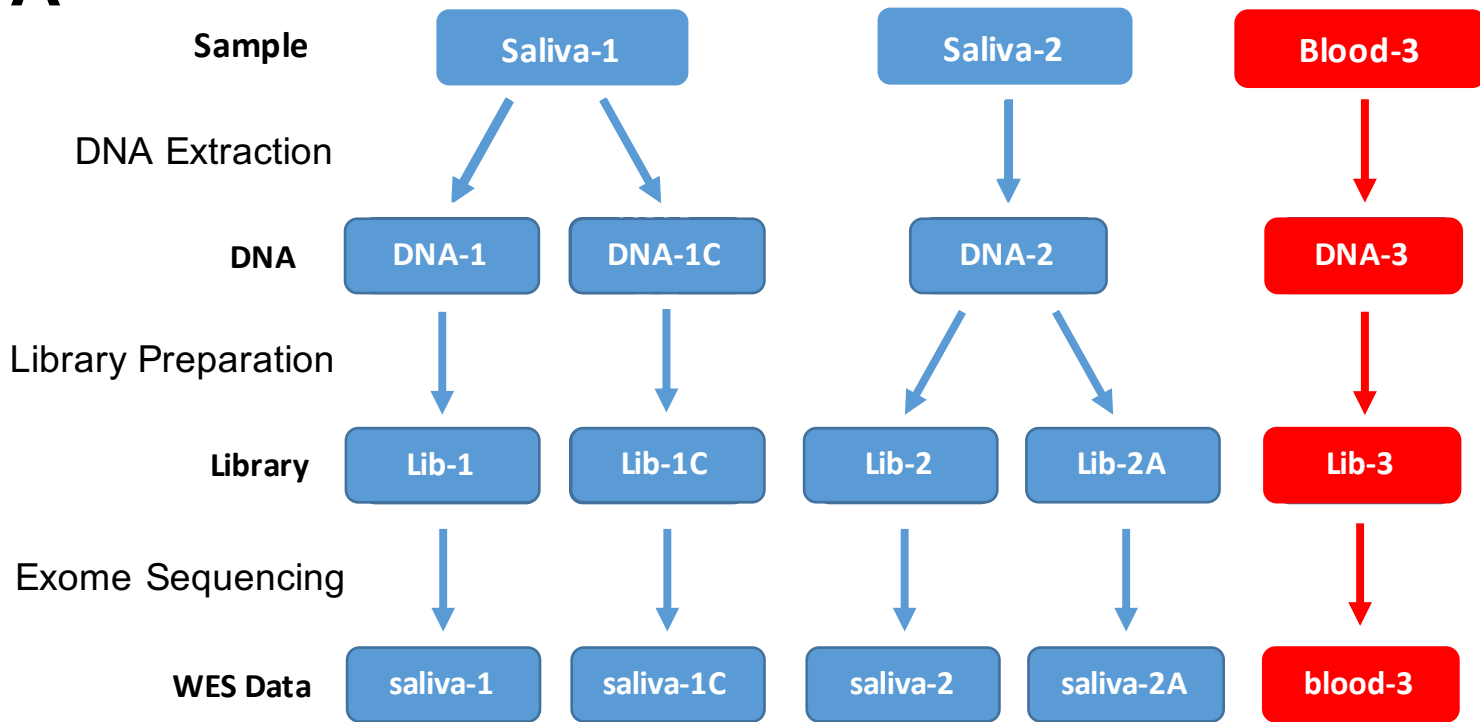 A
Sample Saliva-1 Saliva-2 Blood-3
DNA Extraction
DNA DNA-1 DNA-1C DNA-2 DNA-3
Library Preparation
Library Lib-1 Lib-1C Lib-2 Lib-2A Lib-3
Exome Sequencing
WES Data saliva-1 saliva-1C saliva-2 saliva-2A blood-3